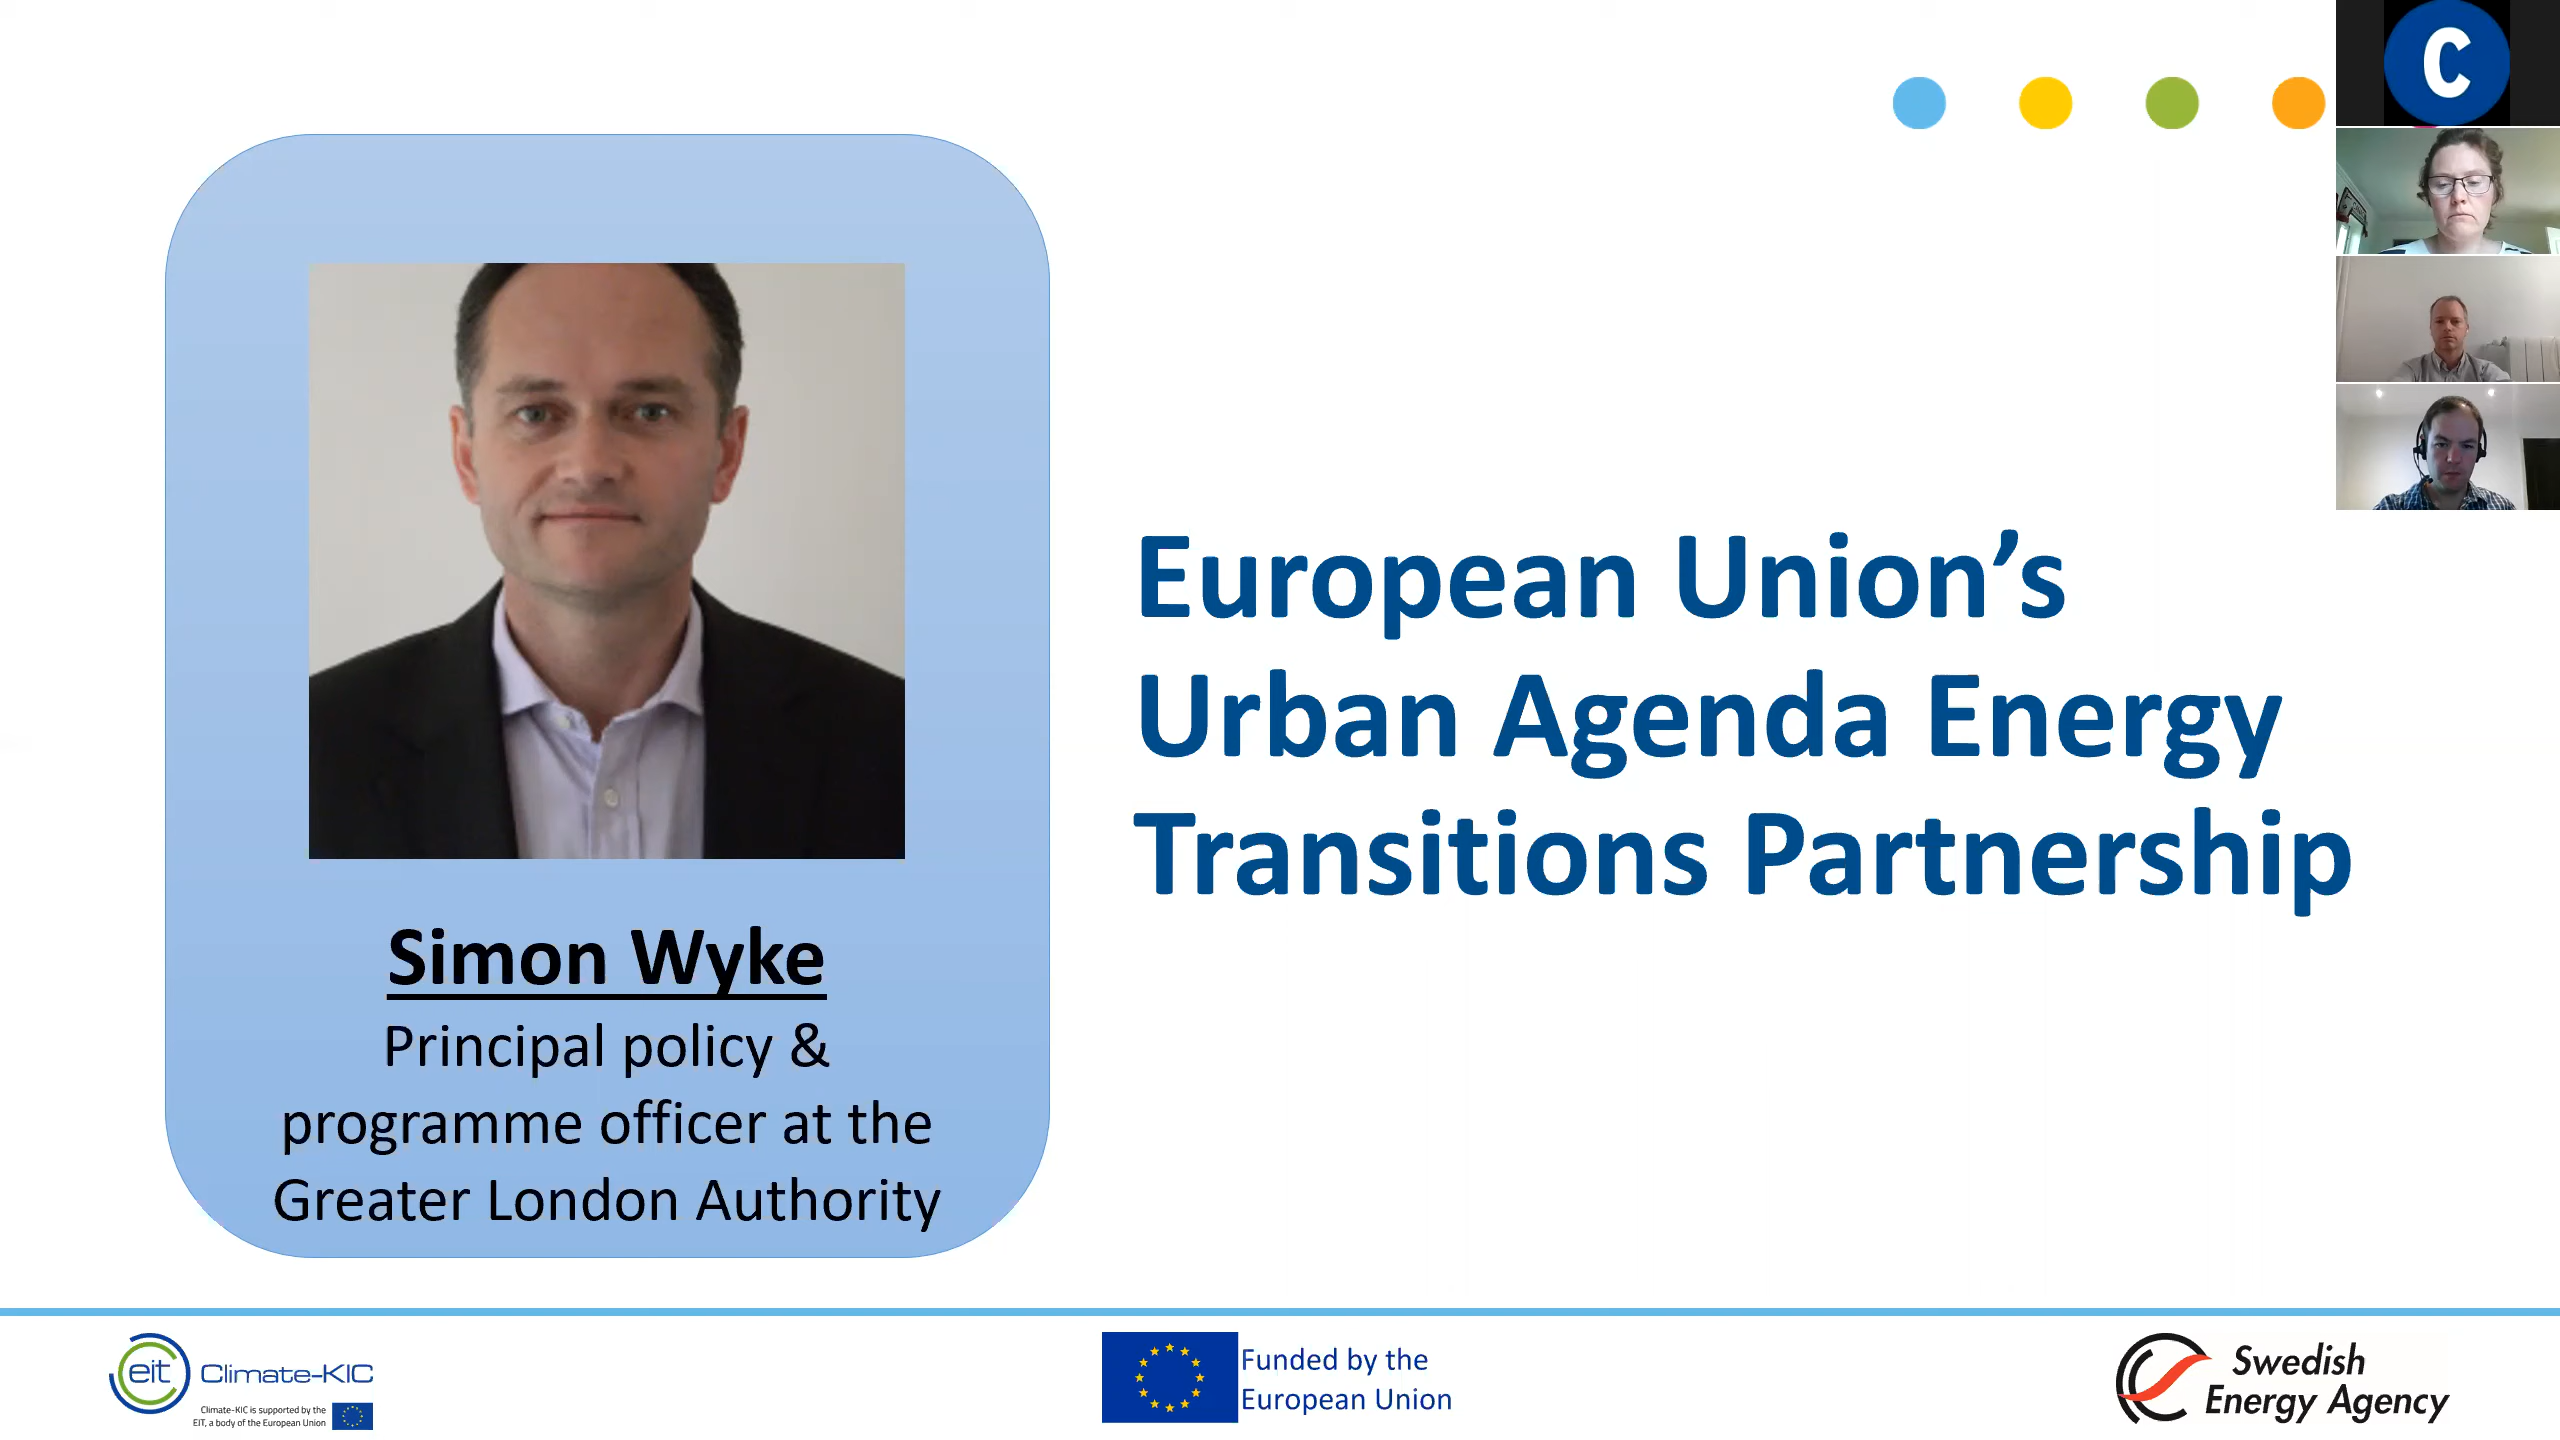 C
European Union’s
Urban Agenda Energy
Transitions Partnership
Simon Wyke
Principal policy &
programme officer at the
Greater London Authority
eit Climate-KIC
Climate-KIC is supported by the
EIT, a body of the European Union
Funded by the
European Union
Swedish
Energy Agency